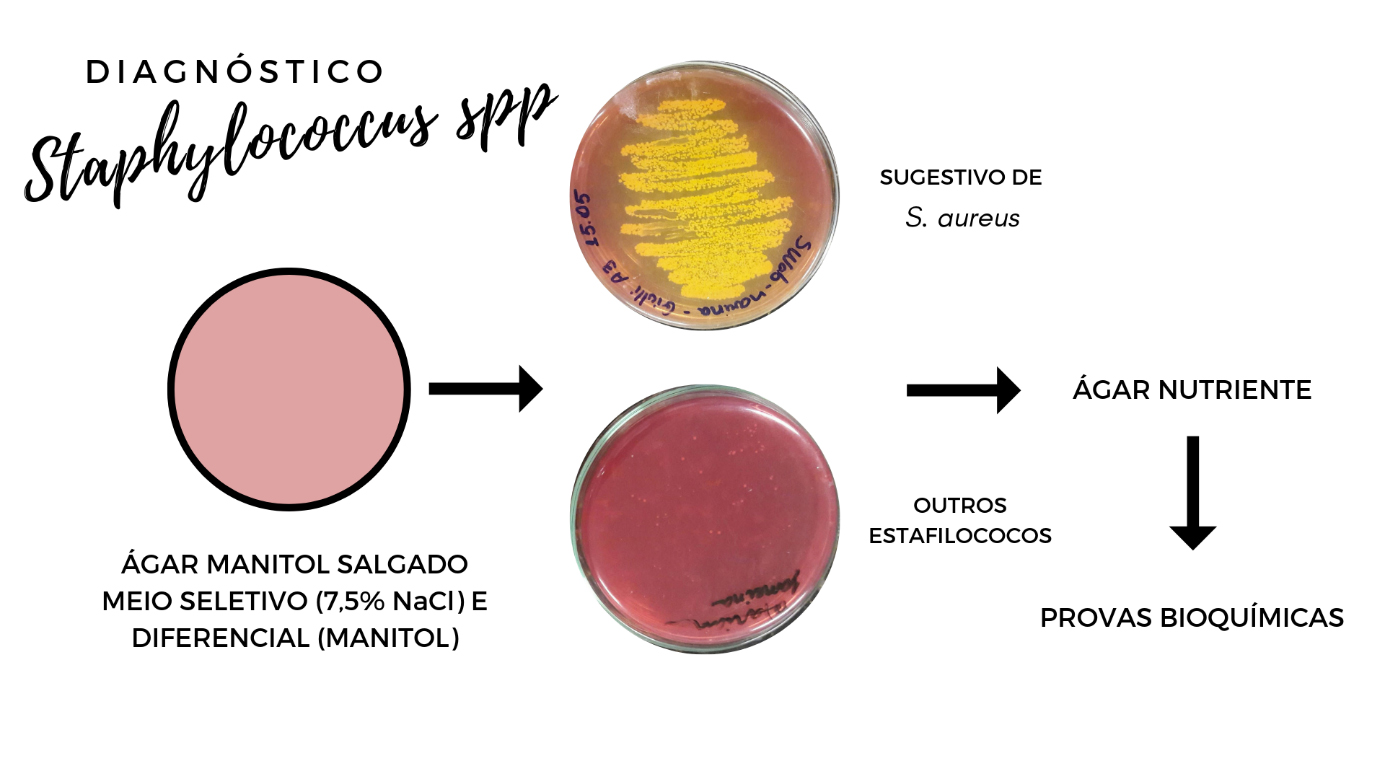 DIAGNÓSTICO
Staphylococcus spp
SUGESTIVO DE
S. aureus
15.05
Swab-narina - Giulli A3
ÁGAR NUTRIENTE
OUTROS
ESTAFILOCOCOS
ÁGAR MANITOL SALGADO
MEIO SELETIVO (7,5% NaCl) E
DIFERENCIAL (MANITOL)
PROVAS BIOQUÍMICAS